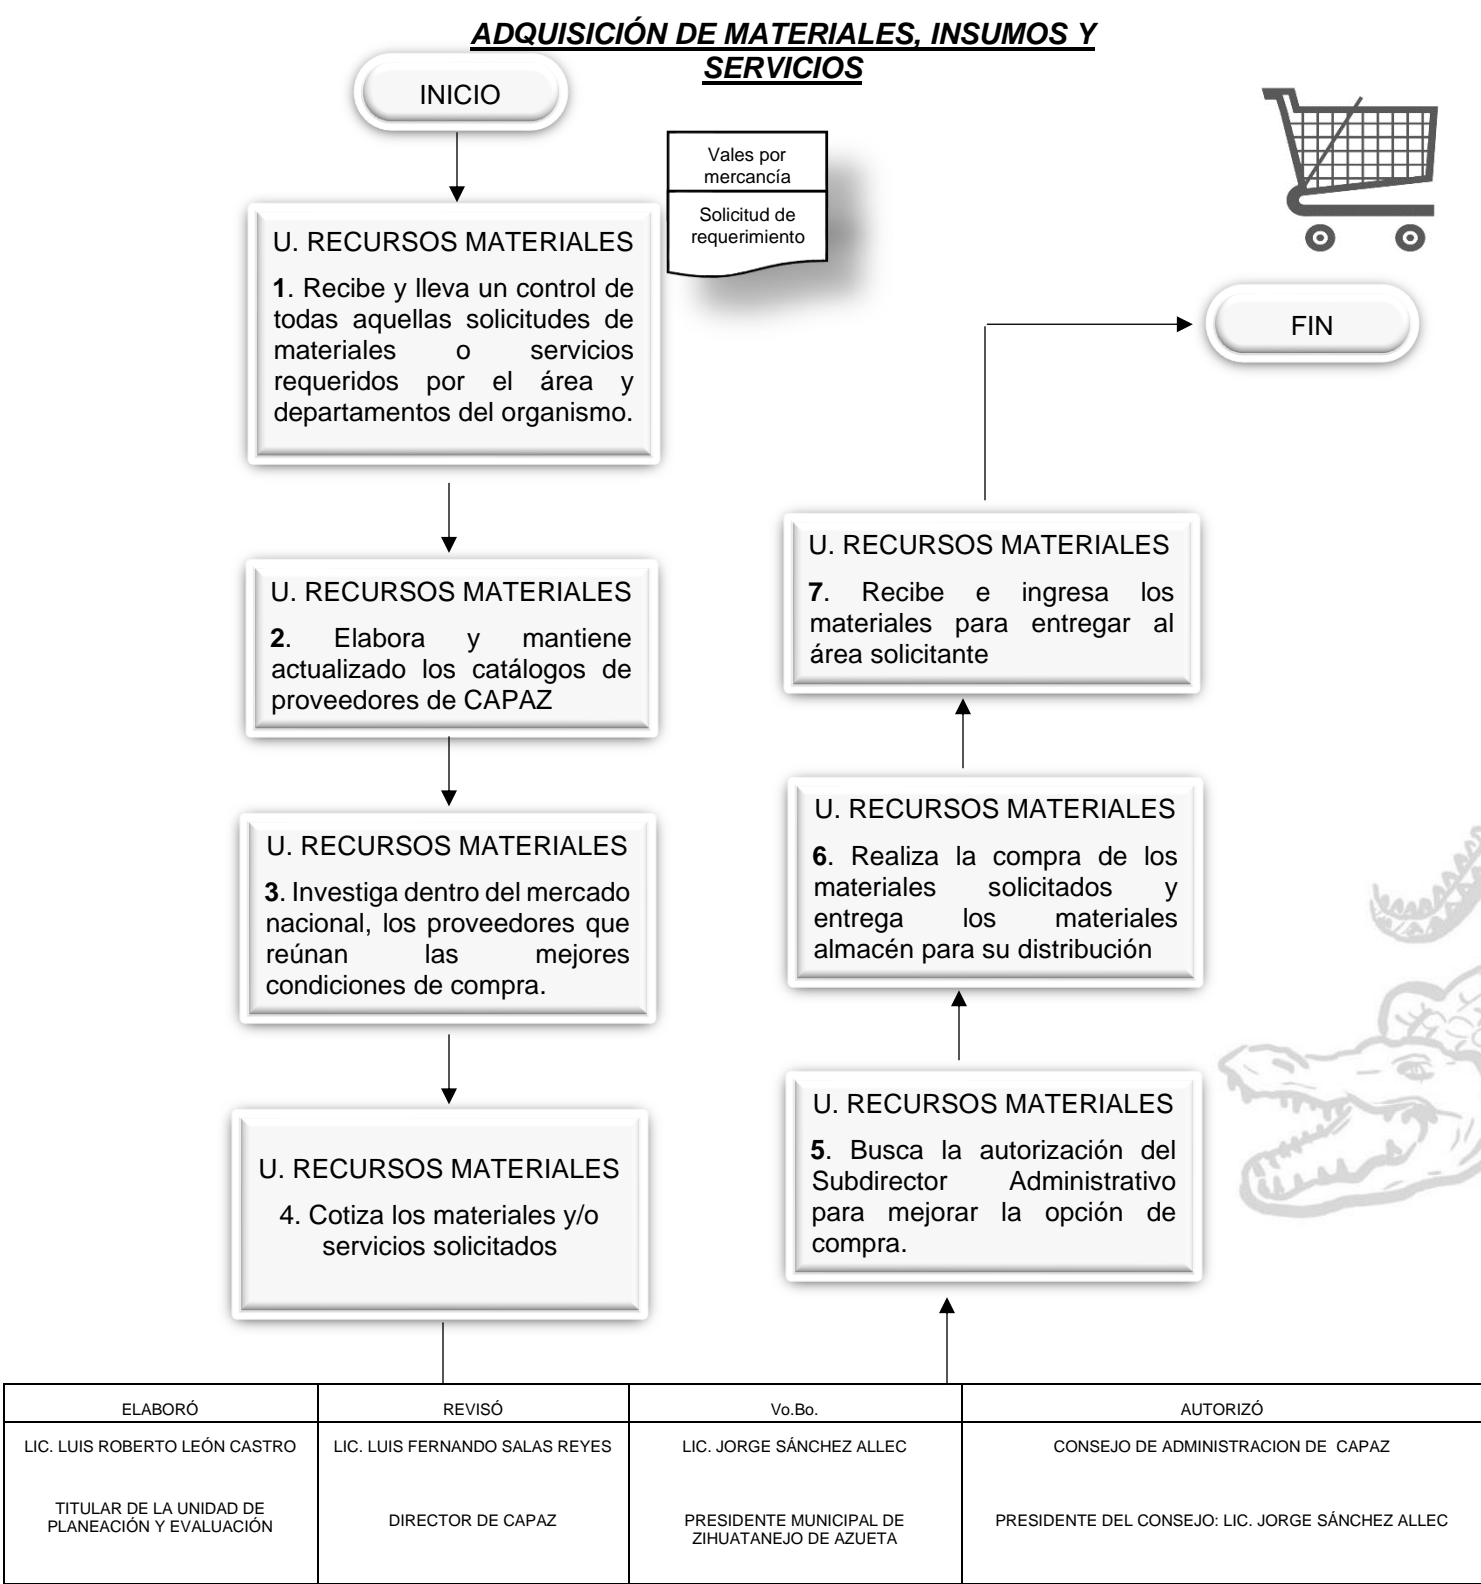 ADQUISICIÓN DE MATERIALES, INSUMOS Y
SERVICIOS
INICIO
Vales por
mercancía
Solicitud de
requerimiento
U. RECURSOS MATERIALES
1. Recibe y lleva un control de
todas aquellas solicitudes de
materiales o servicios
requeridos por el área y
departamentos del organismo.
U. RECURSOS MATERIALES
2. Elabora y mantiene
actualizado los catálogos de
proveedores de CAPAZ
U. RECURSOS MATERIALES
3. Investiga dentro del mercado
nacional, los proveedores que
reúnan las mejores
condiciones de compra.
U. RECURSOS MATERIALES
4. Cotiza los materiales y/o
servicios solicitados
U. RECURSOS MATERIALES
5. Busca la autorización del
Subdirector Administrativo
para mejorar la opción de
compra.
U. RECURSOS MATERIALES
6. Realiza la compra de los
materiales solicitados y
entrega los materiales
almacén para su distribución
U. RECURSOS MATERIALES
7. Recibe e ingresa los
materiales para entregar al
área solicitante
FIN
ELABORÓ
REVISÓ
Vo.Bo.
AUTORIZÓ
LIC. LUIS ROBERTO LEÓN CASTRO
LIC. LUIS FERNANDO SALAS REYES
LIC. JORGE SÁNCHEZ ALLEC
CONSEJO DE ADMINISTRACION DE CAPAZ
TITULAR DE LA UNIDAD DE
PLANEACIÓN Y EVALUACIÓN
DIRECTOR DE CAPAZ
PRESIDENTE MUNICIPAL DE
ZIHUATANEJO DE AZUETA
PRESIDENTE DEL CONSEJO: LIC. JORGE SÁNCHEZ ALLEC